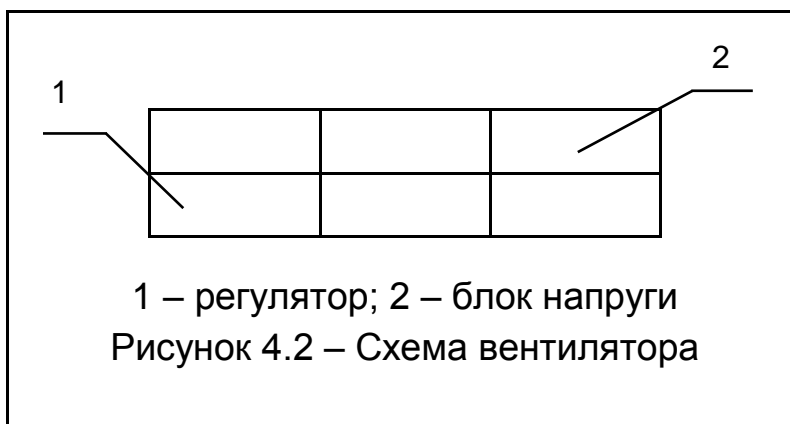 2
1
1 – регулятор; 2 – блок напруги
Рисунок 4.2 – Схема вентилятора